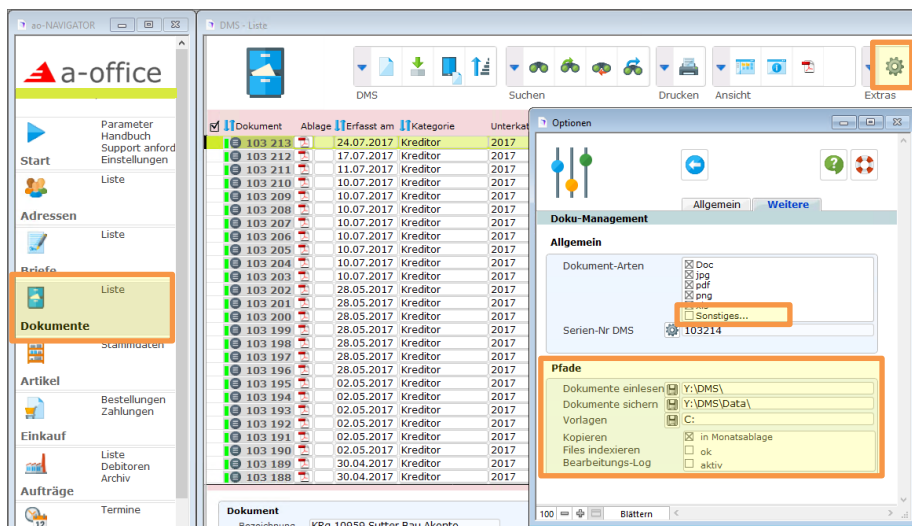 ao-NAVIGATOR
a-office
Parameter
Handbuch
Support anford
Einstellungen
Start
Liste
Adressen
Liste
Briefe
Liste
Dokumente
Stammdaten
Artikel
Bestellungen
Zahlungen
Einkauf
Liste
Debitoren
Archiv
Aufträge
Termine
12
DMS - Liste
DMS
Suchen
Drucken
Ansicht
Extras
Dokument Ablage Erfasst am Kategorie Unterkat
103 213 24.07.2017 Kreditor 2017
103 212 17.07.2017 Kreditor 2017
103 211 11.07.2017 Kreditor 2017
103 210 10.07.2017 Kreditor 2017
103 209 10.07.2017 Kreditor 2017
103 208 10.07.2017 Kreditor 2017
103 207 10.07.2017 Kreditor 2017
103 206 10.07.2017 Kreditor 2017
103 205 10.07.2017 Kreditor 2017
103 204 10.07.2017 Kreditor 2017
103 203 10.07.2017 Kreditor 2017
103 202 28.05.2017 Kreditor 2017
103 201 28.05.2017 Kreditor 2017
103 200 28.05.2017 Kreditor 2017
103 199 28.05.2017 Kreditor 2017
103 198 28.05.2017 Kreditor 2017
103 197 28.05.2017 Kreditor 2017
103 196 28.05.2017 Kreditor 2017
103 195 02.05.2017 Kreditor 2017
103 194 02.05.2017 Kreditor 2017
103 193 02.05.2017 Kreditor 2017
103 192 02.05.2017 Kreditor 2017
103 191 02.05.2017 Kreditor 2017
103 190 02.05.2017 Kreditor 2017
103 189 30.04.2017 Kreditor 2017
103 188 30.04.2017 Kreditor 2017
Dokument
Bezeichnung KRg 10959 Sutter Bau Akonto
Optionen
Allgemein Weitere
Doku-Management
Allgemein
Dokument-Arten
Doc
jpg
pdf
png
Sonstiges...
Serien-Nr DMS 103214
Pfade
Dokumente einlesen Y:\DMS\
Dokumente sichern Y:\DMS\Data\
Vorlagen C:
Kopieren in Monatsablage
Files indexieren ok
Bearbeitungs-Log aktiv
100 Blättern